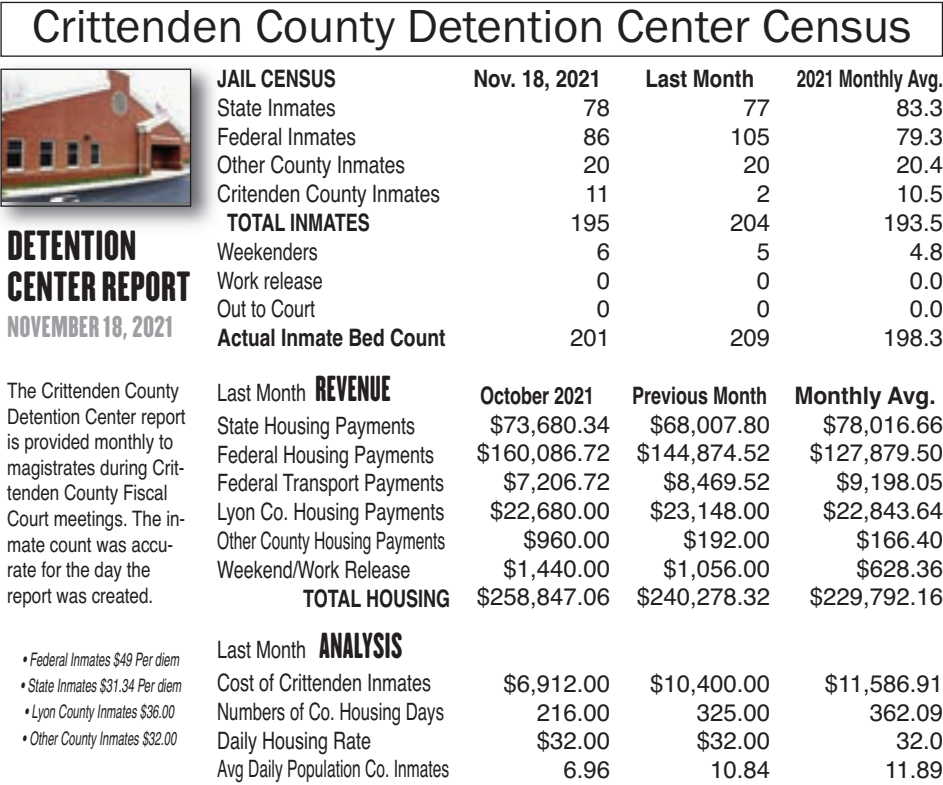 Crittenden County Detention Center Census
DETENTION
CENTER REPORT
NOVEMBER 18, 2021
The Crittenden County
Detention Center report
is provided monthly to
magistrates during Crit-
tenden County Fiscal
Court meetings. The in-
mate count was accu-
rate for the day the
report was created.
• Federal Inmates $49 Per diem
• State Inmates $31.34 Per diem
• Lyon County Inmates $36.00
• Other County Inmates $32.00
JAIL CENSUS Nov. 18, 2021 Last Month 2021 Monthly Avg.
State Inmates 78 77 83.3
Federal Inmates 86 105 79.3
Other County Inmates 20 20 20.4
Critenden County Inmates 11 2 10.5
TOTAL INMATES 195 204 193.5
Weekenders 6 5 4.8
Work release 0 0 0.0
Out to Court 0 0 0.0
Actual Inmate Bed Count 201 209 198.3
Last Month REVENUE October 2021 Previous Month Monthly Avg.
State Housing Payments $73,680.34 $68,007.80 $78,016.66
Federal Housing Payments $160,086.72 $144,874.52 $127,879.50
Federal Transport Payments $7,206.72 $8,469.52 $9,198.05
Lyon Co. Housing Payments $22,680.00 $23,148.00 $22,843.64
Other County Housing Payments $960.00 $192.00 $166.40
Weekend/Work Release $1,440.00 $1,056.00 $628.36
TOTAL HOUSING $258,847.06 $240,278.32 $229,792.16
Last Month ANALYSIS
Cost of Crittenden Inmates $6,912.00 $10,400.00 $11,586.91
Numbers of Co. Housing Days 216.00 325.00 362.09
Daily Housing Rate $32.00 $32.00 32.0
Avg Daily Population Co. Inmates 6.96 10.84 11.89